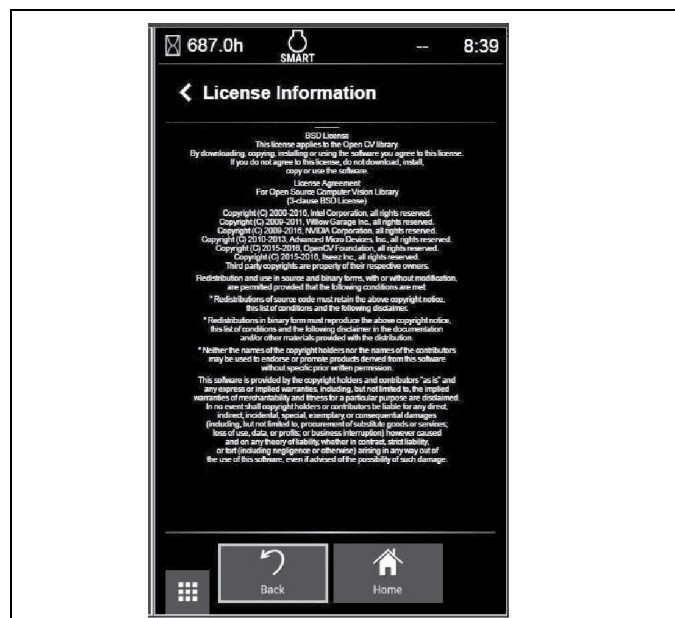 687.0h
SMART
--
8:39
License Information
BSD License
This license applies to the Open CV library.
By downloading, copying, installing or using the software you agree to this license.
If you do not agree to this license, do not download, install,
copy or use the software.
License Agreement
For Open Source Computer Vision Library
(3-clause BSD License)
Copyright (C) 2000-2016, Intel Corporation, all rights reserved.
Copyright (C) 2009-2011, Willow Garage Inc., all rights reserved.
Copyright (C) 2009-2016, NVIDIA Corporation, all rights reserved.
Copyright (C) 2010-2013, Advanced Micro Devices, Inc., all rights reserved.
Copyright (C) 2015-2016, OpenCV Foundation, all rights reserved.
Copyright (C) 2015-2016, Itseez Inc., all rights reserved.
Third party copyrights are property of their respective owners.
Redistribution and use in source and binary forms, with or without modification,
are permitted provided that the following conditions are met:
* Redistributions of source code must retain the above copyright notice,
this list of conditions and the following disclaimer.
* Redistributions in binary form must reproduce the above copyright notice,
this list of conditions and the following disclaimer in the documentation
and/or other materials provided with the distribution.
* Neither the names of the copyright holders nor the names of the contributors
may be used to endorse or promote products derived from this software
without specific prior written permission.
This software is provided by the copyright holders and contributors "as is" and
any express or implied warranties, including, but not limited to, the implied
warranties of merchantability and fitness for a particular purpose are disclaimed.
In no event shall copyright holders or contributors be liable for any direct,
indirect, incidental, special, exemplary, or consequential damages
(including, but not limited to, procurement of substitute goods or services;
loss of use, data, or profits; or business interruption) however caused
and on any theory of liability, whether in contract, strict liability,
or tort (including negligence or otherwise) arising in any way out of
the use of this software, even if advised of the possibility of such damage.
Back
Home